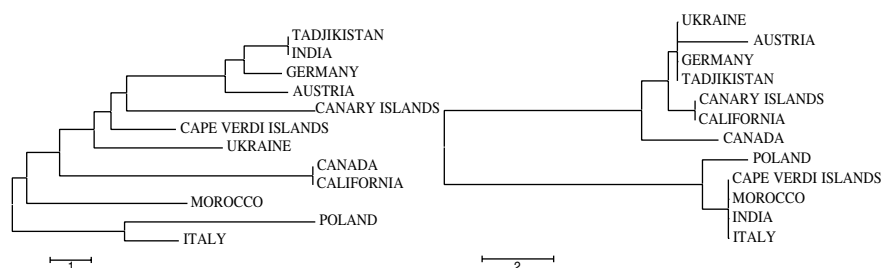 TADJIKISTAN
INDIA
GERMANY
AUSTRIA
CANARY ISLANDS
CAPE VERDI ISLANDS
UKRAINE
CANADA
CALIFORNIA
MOROCCO
POLAND
ITALY
1
UKRAINE
AUSTRIA
GERMANY
TADJIKISTAN
CANARY ISLANDS
CALIFORNIA
CANADA
POLAND
CAPE VERDI ISLANDS
MOROCCO
INDIA
ITALY
2